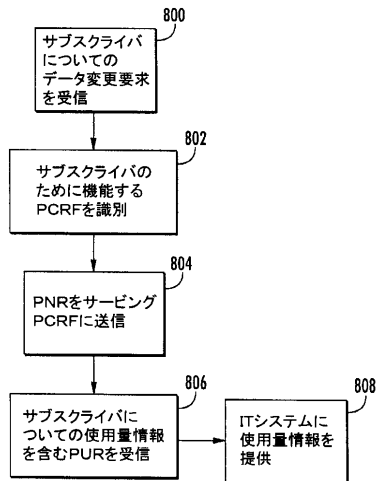 800
サブスクライバ
についての
データ変更要求
を受信
802
サブスクライバの
ために機能する
PCRFを識別
804
PNRをサービング
PCRFに送信
806
サブスクライバに
ついての使用量情報
を含むPURを受信
808
ITシステムに
使用量情報を
提供